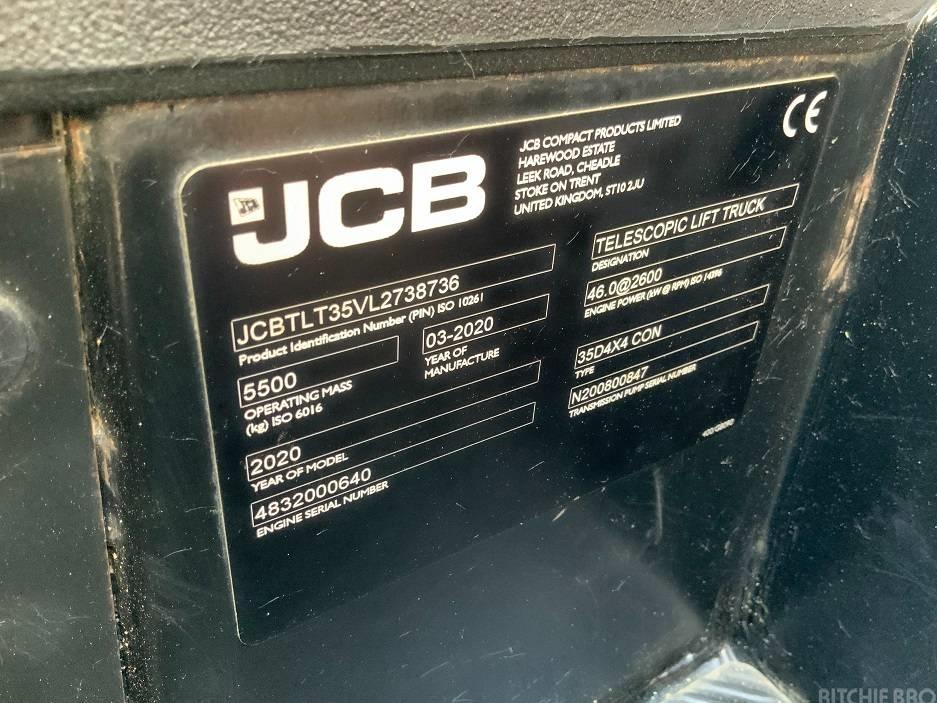 JCB
JCB COMPACT PRODUCTS LIMITED
HAREWOOD ESTATE
LEEK ROAD, CHEADLE
STOKE ON TRENT
UNITED KINGDOM, ST10 2JU
CE
JCBTLT35VL2738736
Product Identification Number (PIN) ISO 10261
5500
OPERATING MASS
(kg) ISO 6016
03-2020
YEAR OF
MANUFACTURE
2020
YEAR OF MODEL
4832000640
ENGINE SERIAL NUMBER
TELESCOPIC LIFT TRUCK
DESIGNATION
46.0@2600
ENGINE POWER (kW @ RPM) ISO 14396
35D4X4 CON
TYPE
N200800847
TRANSMISSION PUMP SERIAL NUMBER
RITCHIE BRO